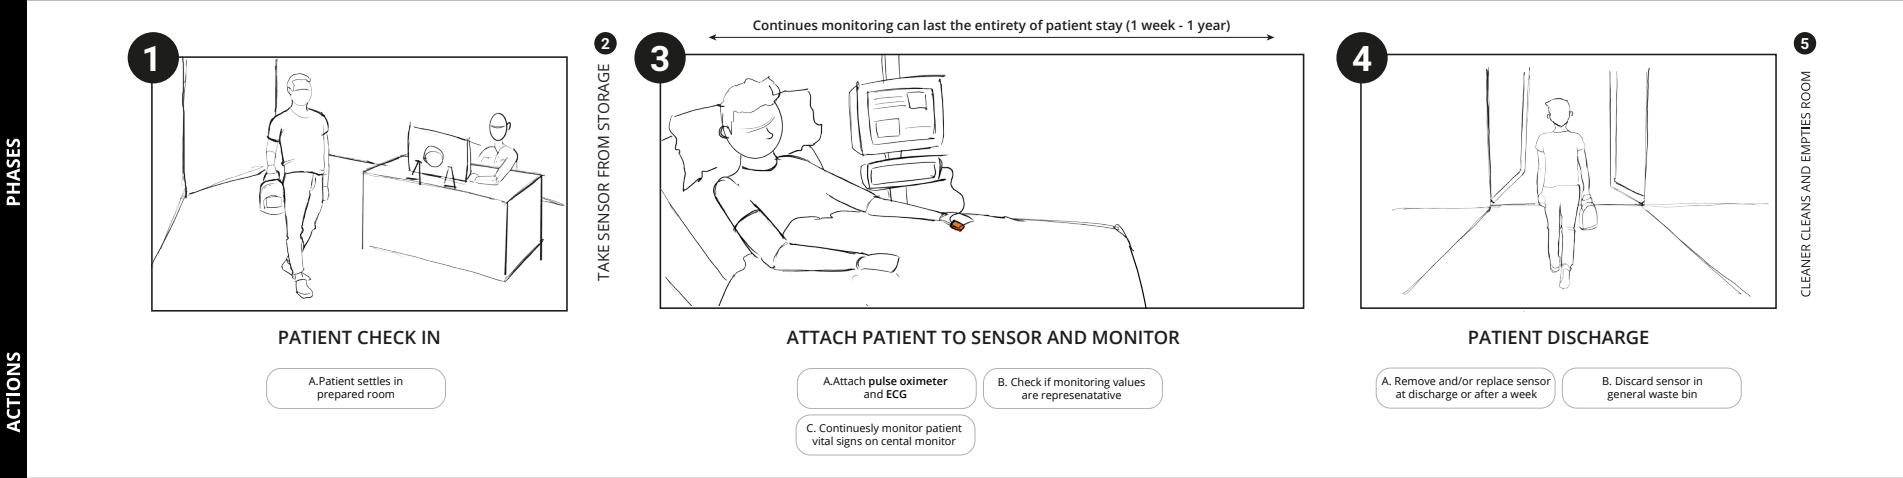 PHASES
ACTIONS
1
PATIENT CHECK IN
A.Patient settles in
prepared room
2
TAKE SENSOR FROM STORAGE
Continues monitoring can last the entirety of patient stay (1 week - 1 year)
3
ATTACH PATIENT TO SENSOR AND MONITOR
A.Attach pulse oximeter
and ECG
B. Check if monitoring values
are represenatative
C. Continuesly monitor patient
vital signs on cental monitor
4
PATIENT DISCHARGE
A. Remove and/or replace sensor
at discharge or after a week
B. Discard sensor in
general waste bin
5
CLEANER CLEANS AND EMPTIES ROOM